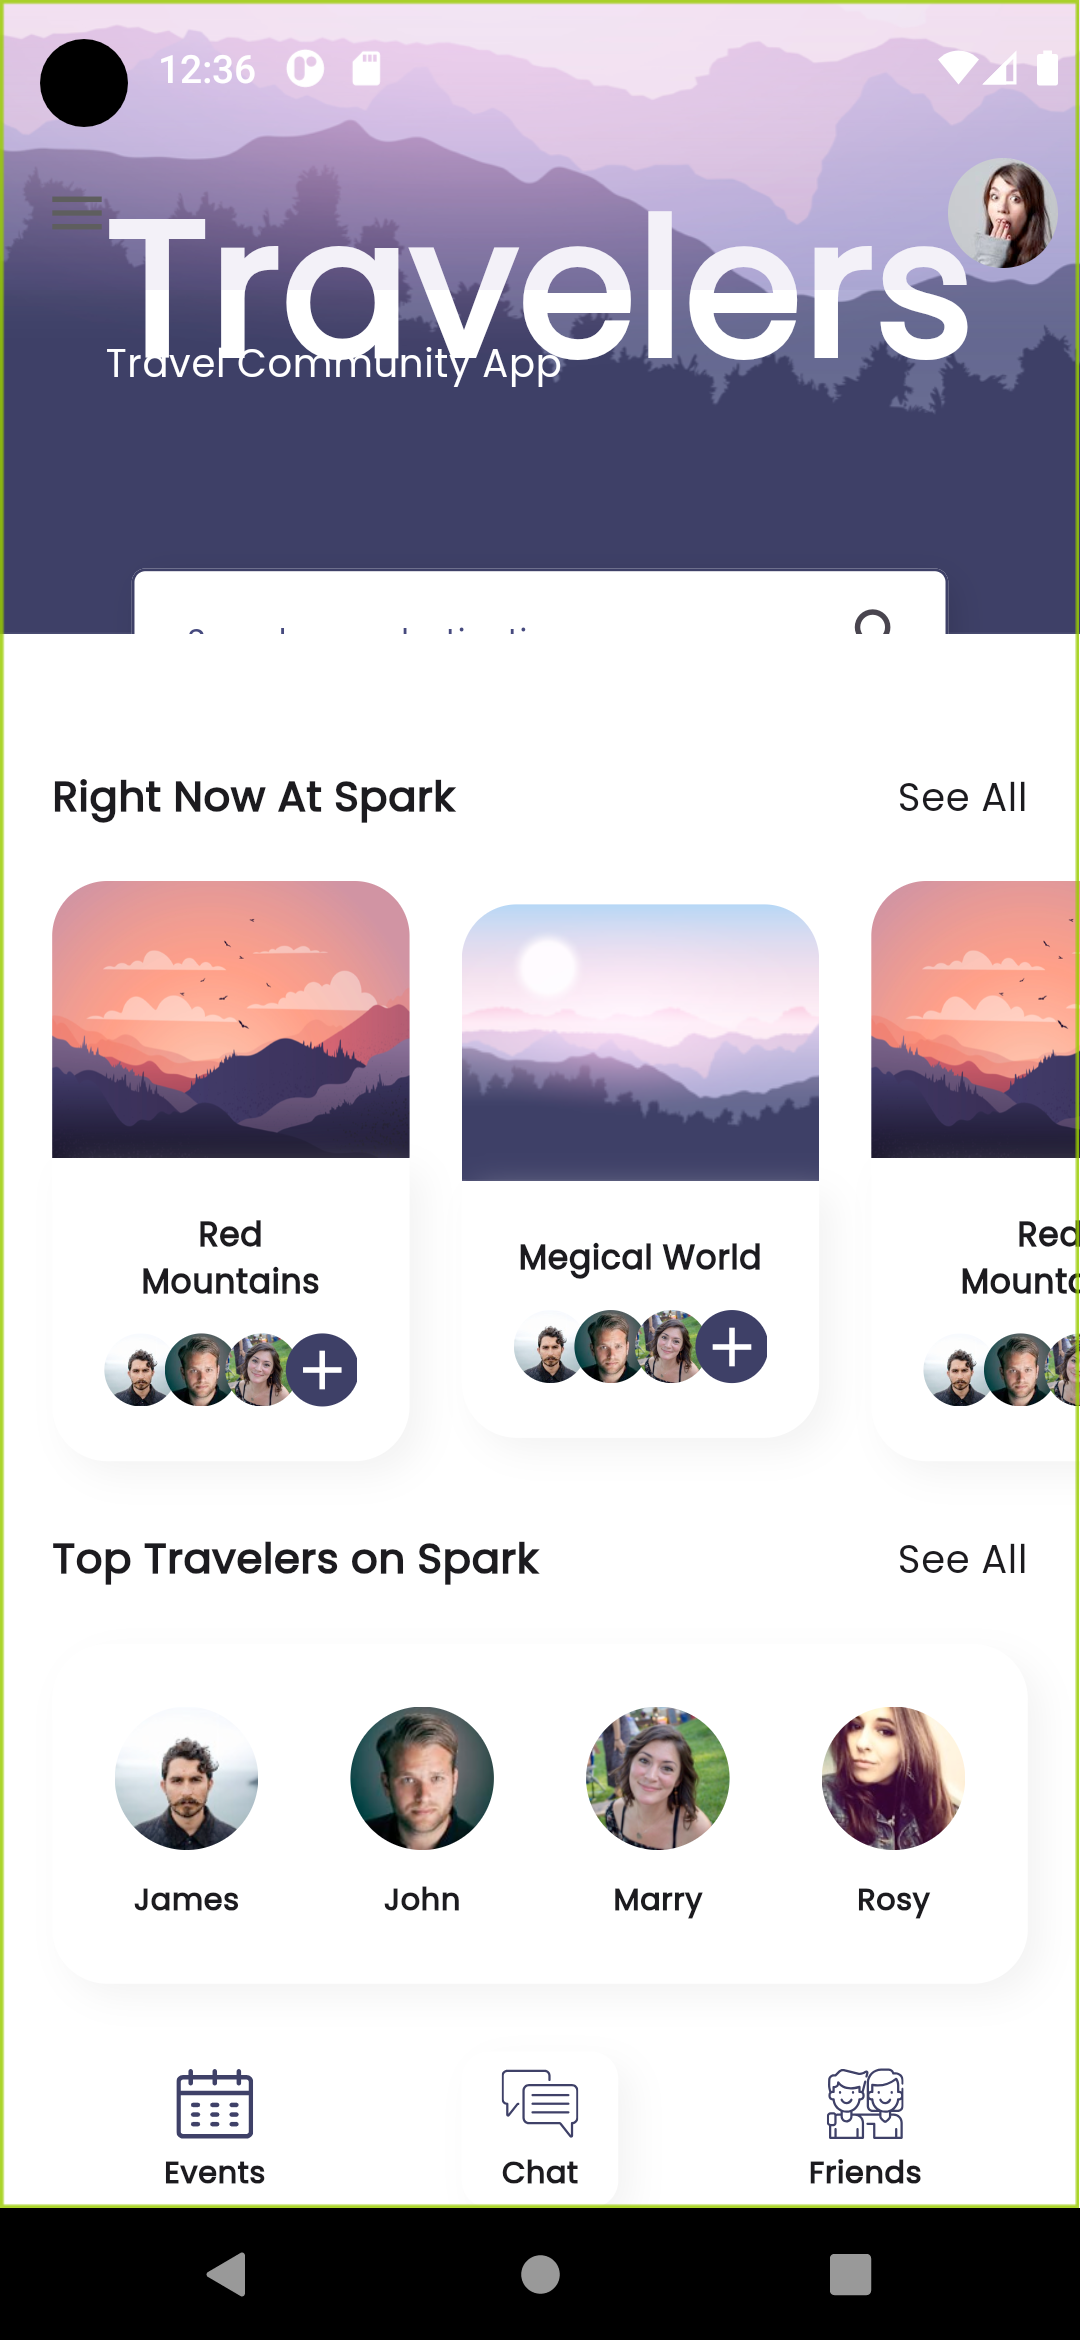 12:36
Travelers
Travel Community App
Right Now At Spark
See All
Red
Mountains
Megical World
Top Travelers on Spark
See All
James
John
Marry
Rosy
Events
Chat
Friends